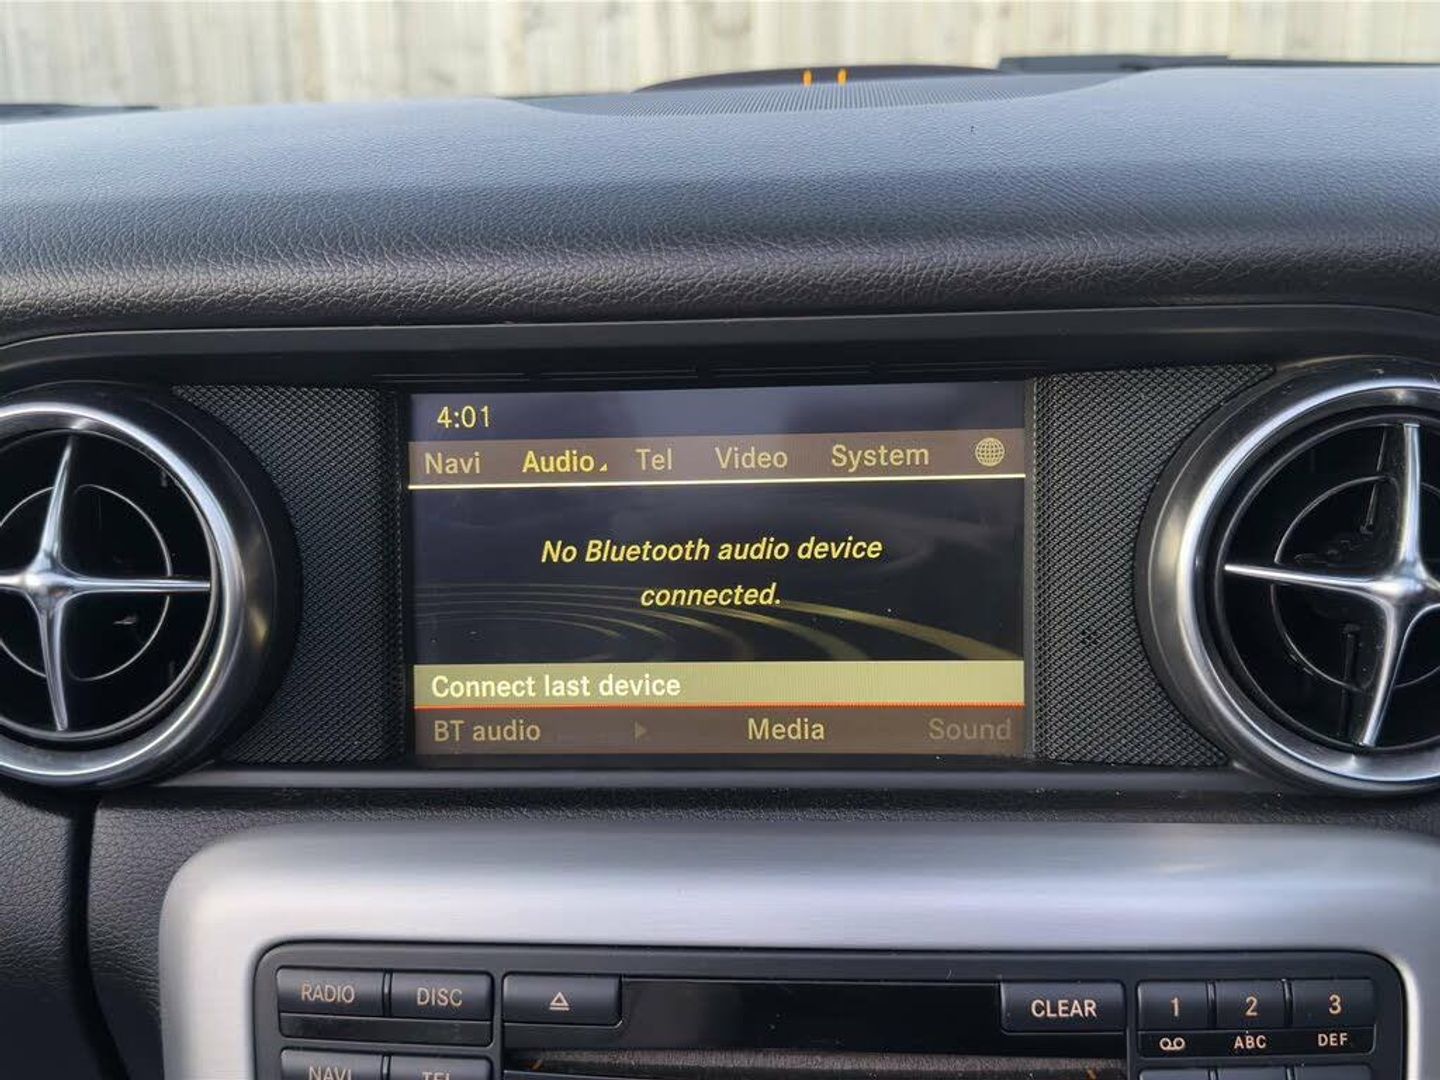 4:01
Navi Audio Tel Video System
No Bluetooth audio device
connected.
Connect last device
BT audio Media Sound
RADIO DISC CLEAR 1 2 3
ABC DEF
NAVI TEL